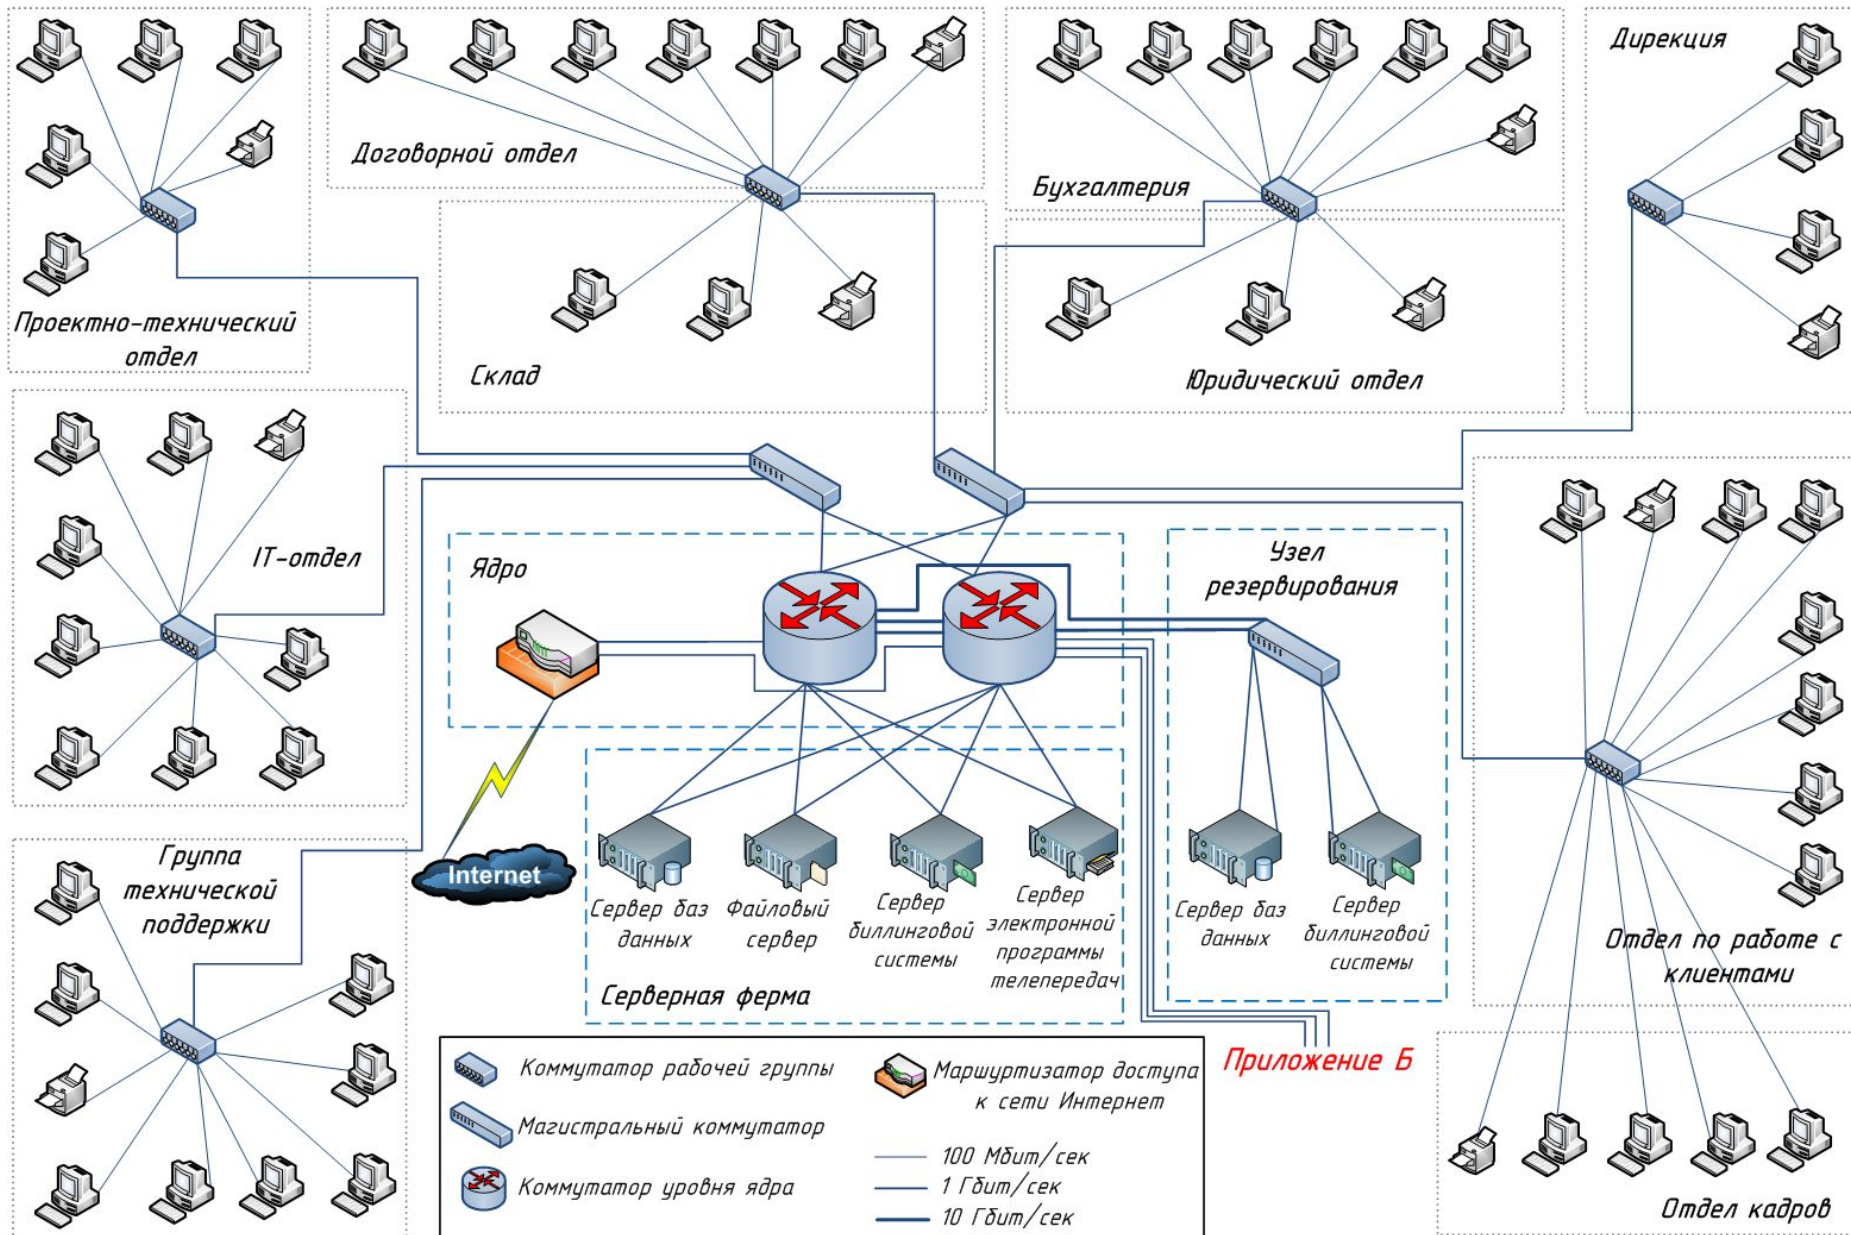 Договорной отдел
Бухгалтерия
Дирекция
Проектно-технический
отдел
Склад
Юридический отдел
IT-отдел
Ядро
Узел
резервирования
Группа
технической
поддержки
Internet
Сервер баз
данных
Файловый
сервер
Сервер
биллинговой
системы
Сервер
электронной
программы
телепередач
Серверная ферма
Сервер баз
данных
Сервер
биллинговой
системы
Отдел по работе с
клиентами
Приложение Б
Отдел кадров
Коммутатор рабочей группы
Магистральный коммутатор
Коммутатор уровня ядра
Маршуртизатор доступа
к сети Интернет
100 Мбит/сек
1 Гбит/сек
10 Гбит/сек